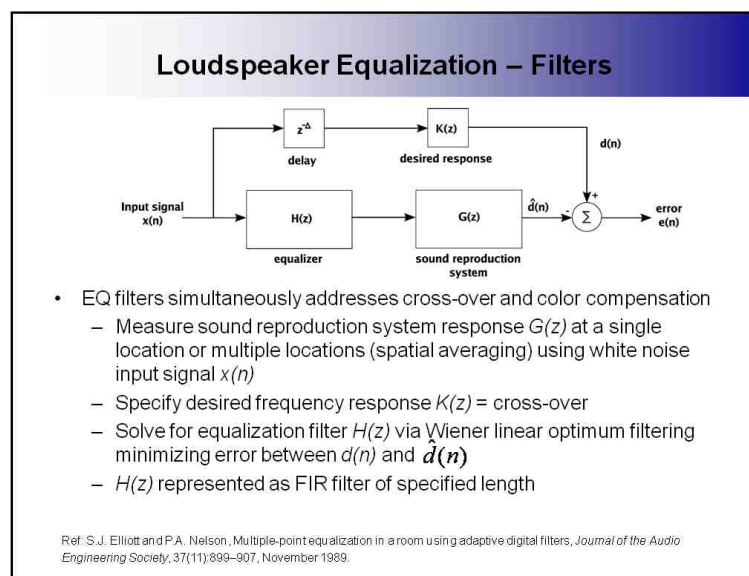 Loudspeaker Equalization – Filters
z^-Δ
delay
K(z)
desired response
d(n)
Input signal
x(n)
H(z)
equalizer
G(z)
sound reproduction
system
d̂(n)
+
-
Σ
error
e(n)
• EQ filters simultaneously addresses cross-over and color compensation
– Measure sound reproduction system response G(z) at a single
location or multiple locations (spatial averaging) using white noise
input signal x(n)
– Specify desired frequency response K(z) = cross-over
– Solve for equalization filter H(z) via Wiener linear optimum filtering
minimizing error between d(n) and d̂(n)
– H(z) represented as FIR filter of specified length
Ref: S.J. Elliott and P.A. Nelson, Multiple-point equalization in a room using adaptive digital filters, Journal of the Audio
Engineering Society, 37(11):899–907, November 1989.